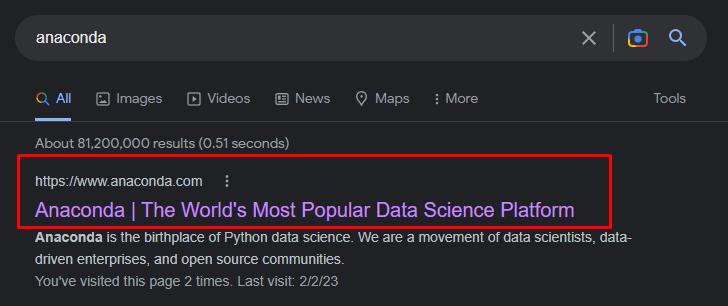 anaconda
All Images Videos News Maps More Tools
About 81,200,000 results (0.51 seconds)
https://www.anaconda.com
Anaconda | The World's Most Popular Data Science Platform
Anaconda is the birthplace of Python data science. We are a movement of data scientists, data-
driven enterprises, and open source communities.
You've visited this page 2 times. Last visit: 2/2/23